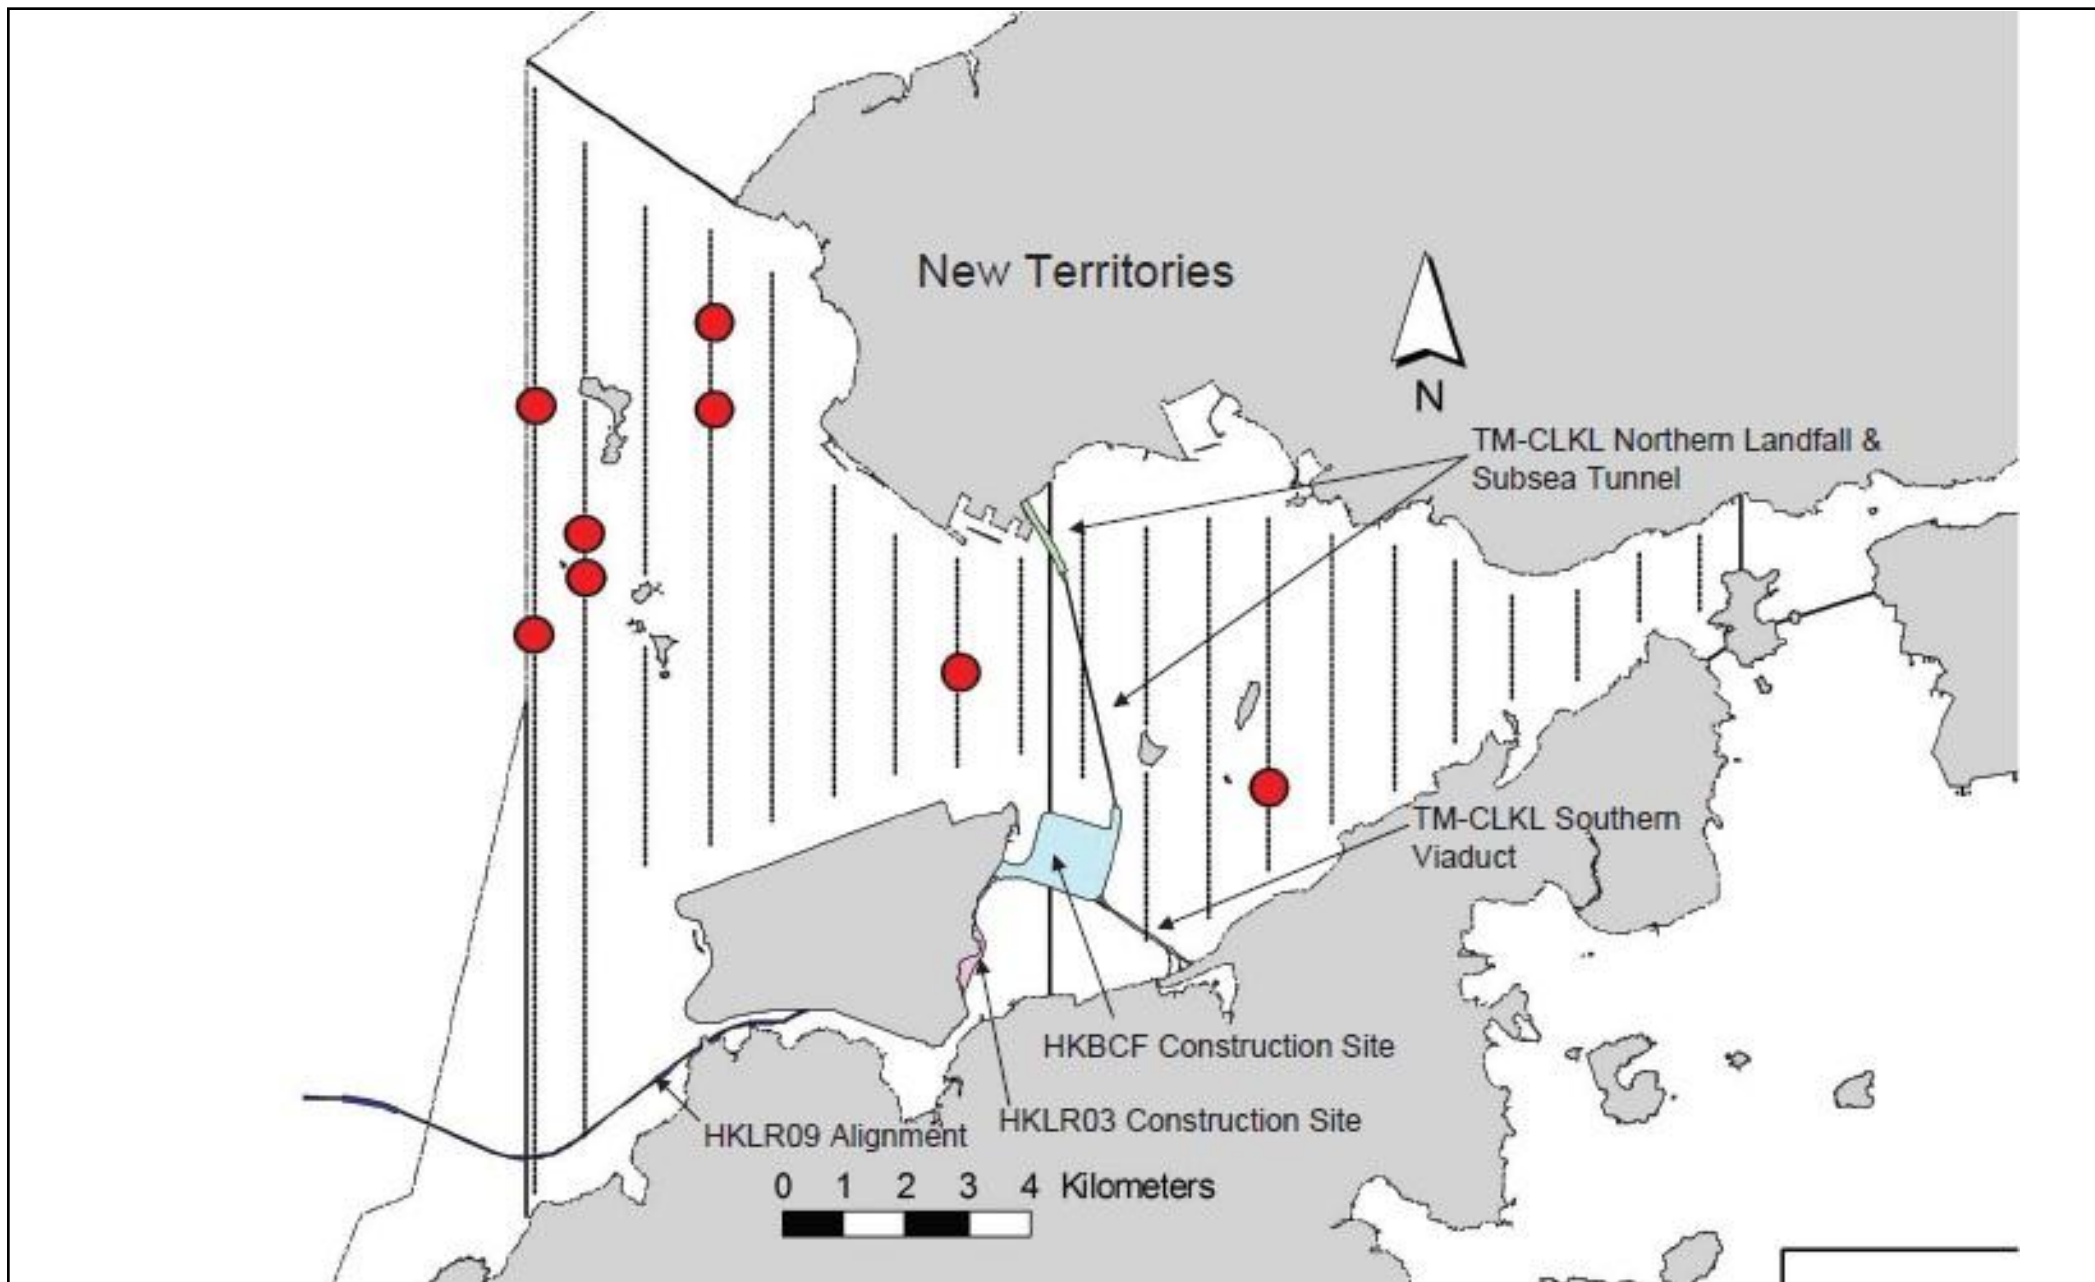 New Territories
N
TM-CLKL Northern Landfall &
Subsea Tunnel
TM-CLKL Southern
Viaduct
HKBCF Construction Site
HKLR03 Construction Site
HKLR09 Alignment
0 1 2 3 4 Kilometers